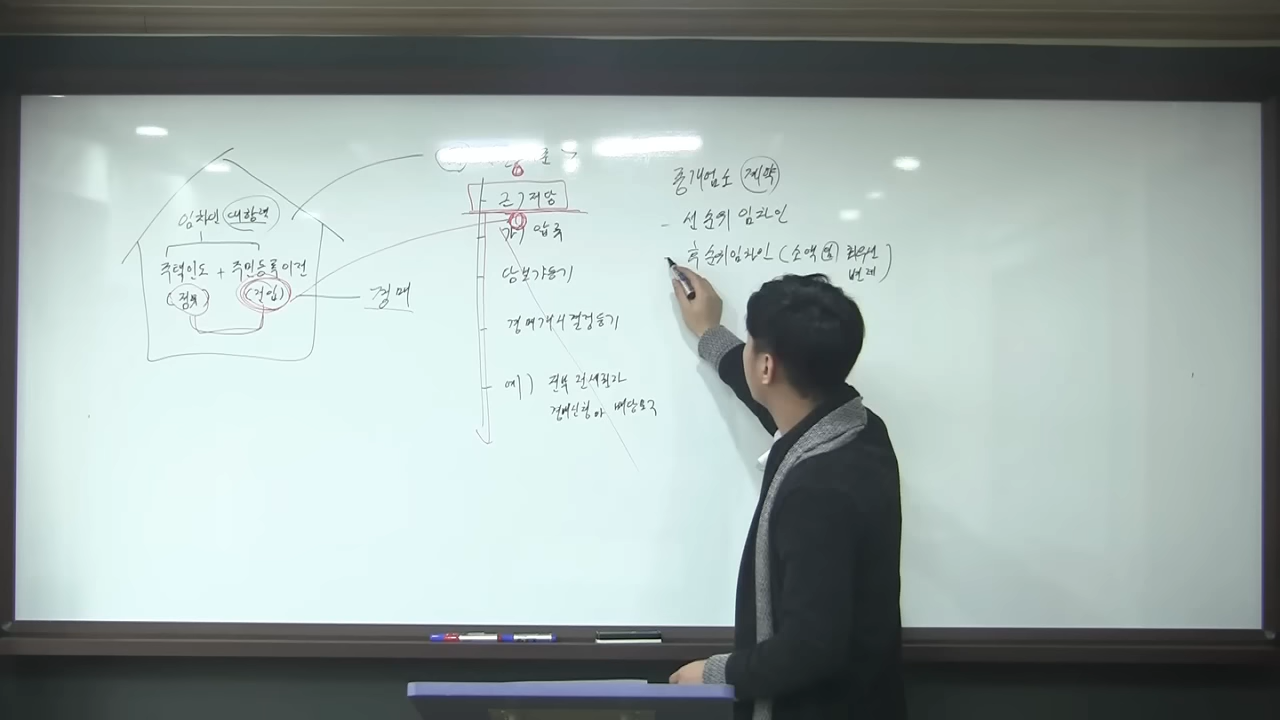 임차인 대항력
주택인도 + 주민등록이전
(점유) (전입)
경매
근저당
가압류
담보가등기
경매개시결정등기
예) 전부 전세권자
경매신청 or 배당요구
중개업소 계약
- 선순위 임차인
후순위임차인 (소액 최우선
변제)